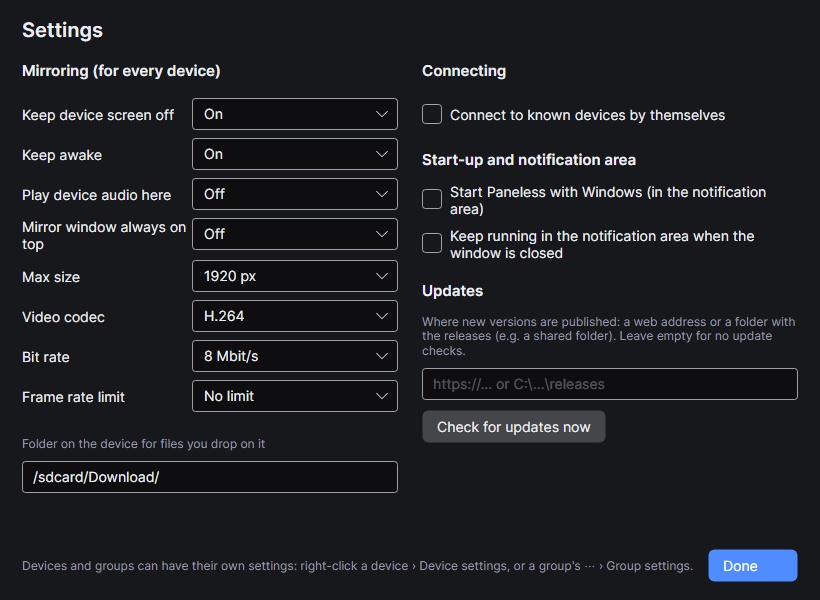 Settings
Mirroring (for every device)
Keep device screen off
On
Keep awake
On
Play device audio here
Off
Mirror window always on
top
Off
Max size
1920 px
Video codec
H.264
Bit rate
8 Mbit/s
Frame rate limit
No limit
Folder on the device for files you drop on it
/sdcard/Download/
Connecting
Connect to known devices by themselves
Start-up and notification area
Start Paneless with Windows (in the notification
area)
Keep running in the notification area when the
window is closed
Updates
Where new versions are published: a web address or a folder with
the releases (e.g. a shared folder). Leave empty for no update
checks.
https://... or C:\...\releases
Check for updates now
Devices and groups can have their own settings: right-click a device › Device settings, or a group's ··· › Group settings.
Done